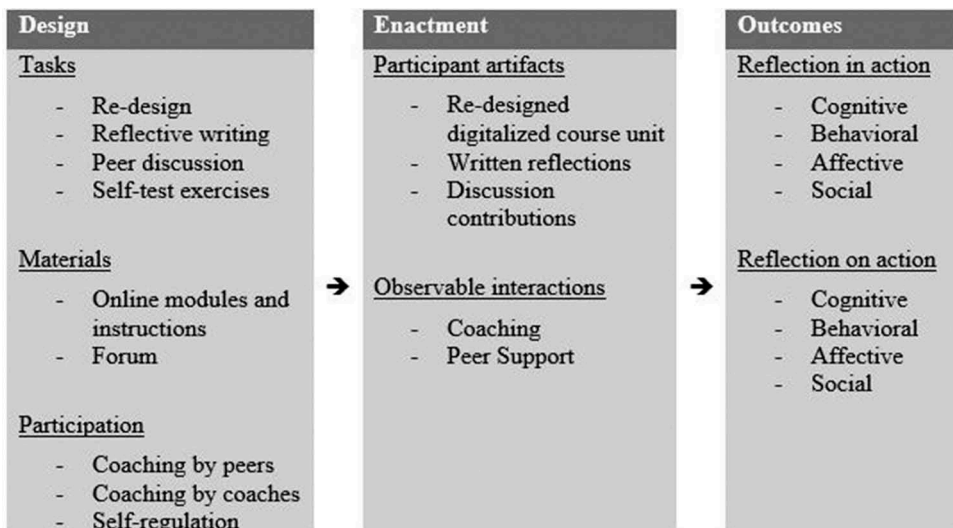 Design
Tasks
- Re-design
- Reflective writing
- Peer discussion
- Self-test exercises
Materials
- Online modules and
instructions
- Forum
Participation
- Coaching by peers
- Coaching by coaches
- Self-regulation
Enactment
Participant artifacts
- Re-designed
digitalized course unit
- Written reflections
- Discussion
contributions
Observable interactions
- Coaching
- Peer Support
Outcomes
Reflection in action
- Cognitive
- Behavioral
- Affective
- Social
Reflection on action
- Cognitive
- Behavioral
- Affective
- Social